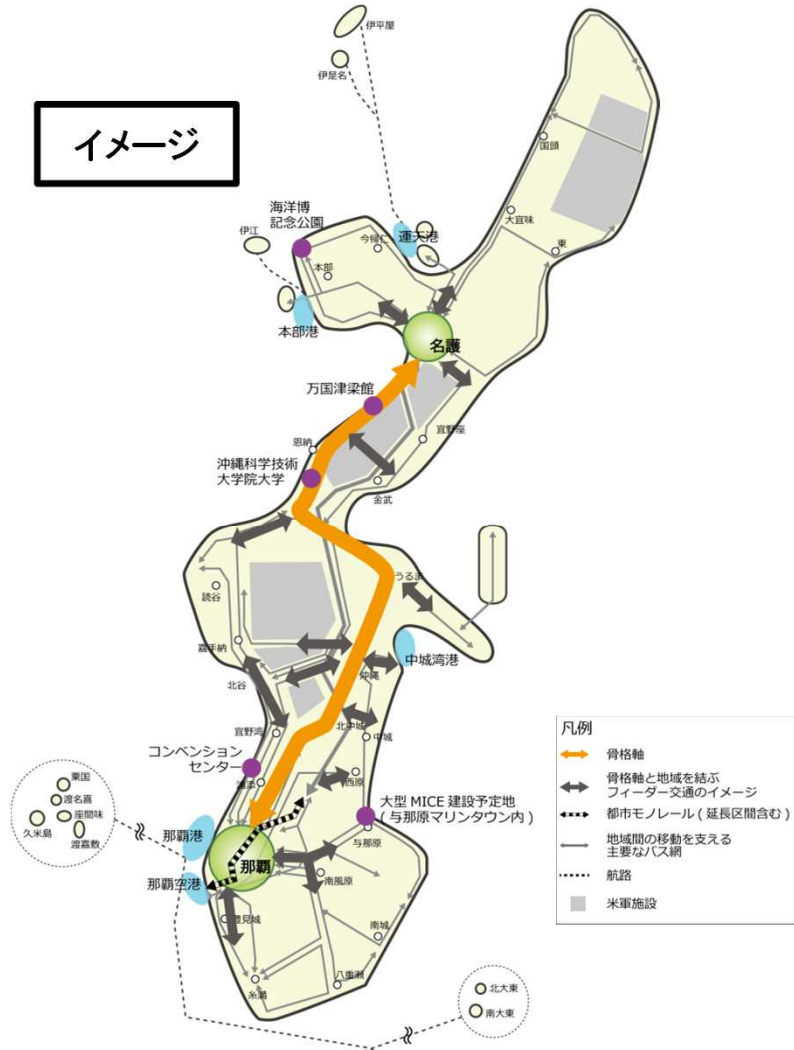 伊平屋
伊是名
イメージ
国頭
海洋博
記念公園
今帰仁
運天港
大宜味
伊江
本部
東
本部港
名護
万国津梁館
宜野座
恩納
沖縄科学技術
大学院大学
金武
うるま
読谷
嘉手納
中城湾港
北谷
沖縄
北中城
宜野湾
中城
コンベンション
センター
浦添
西原
大型 MICE 建設予定地
( 与那原マリンタウン内 )
粟国
渡名喜
座間味
久米島
渡嘉敷
那覇港
与那原
那覇
那覇空港
南風原
豊見城
南城
八重瀬
糸満
北大東
南大東
凡例
骨格軸
骨格軸と地域を結ぶ
フィーダー交通のイメージ
都市モノレール ( 延長区間含む )
地域間の移動を支える
主要なバス網
航路
米軍施設